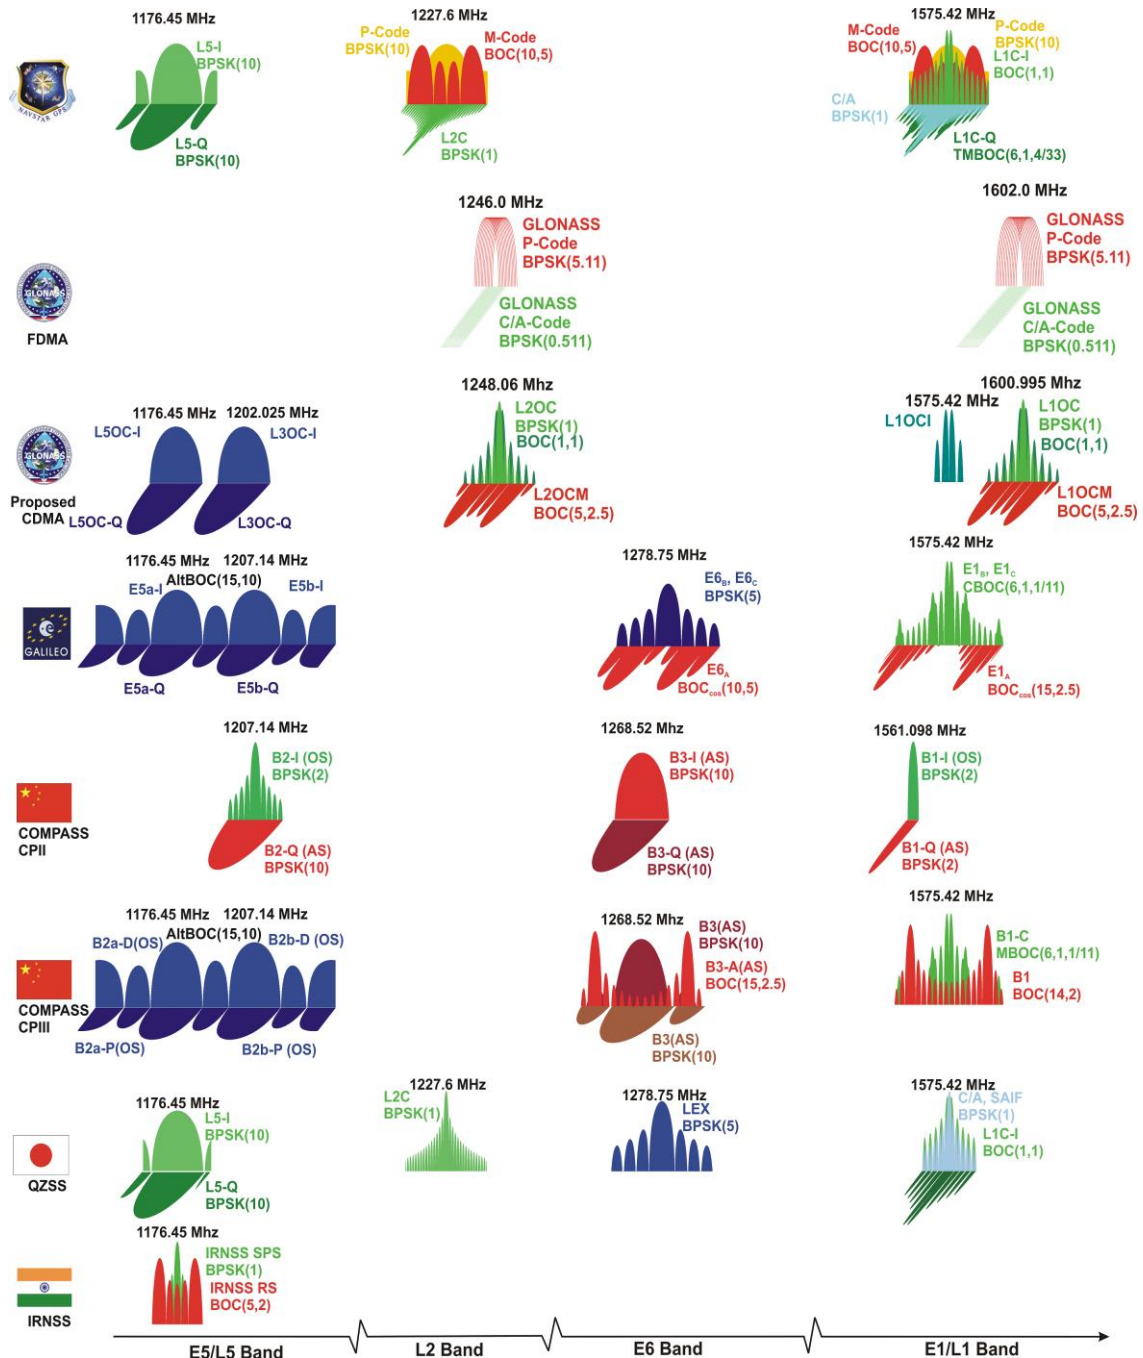 1176.45 MHz
L5-I
BPSK(10)
L5-Q
BPSK(10)
1227.6 MHz
P-Code
BPSK(10)
M-Code
BOC(10,5)
L2C
BPSK(1)
1575.42 MHz
M-Code
BOC(10,5)
P-Code
BPSK(10)
L1C-I
BOC(1,1)
C/A
BPSK(1)
L1C-Q
TMBOC(6,1,4/33)
NAVSTAR GPS
1246.0 MHz
GLONASS
P-Code
BPSK(5.11)
GLONASS
C/A-Code
BPSK(0.511)
1602.0 MHz
GLONASS
P-Code
BPSK(5.11)
GLONASS
C/A-Code
BPSK(0.511)
GLONASS
FDMA
1176.45 MHz
1202.025 MHz
L5OC-I
L3OC-I
L5OC-Q
L3OC-Q
1248.06 Mhz
L2OC
BPSK(1)
BOC(1,1)
L2OCM
BOC(5,2.5)
1575.42 MHz
L1OCI
1600.995Mhz
L1OC
BPSK(1)
BOC(1,1)
L1OCM
BOC(5,2.5)
GLONASS
Proposed
CDMA
1176.45 MHz
1207.14 MHz
AltBOC(15,10)
E5a-I
E5b-I
E5a-Q
E5b-Q
1278.75 MHz
E6B, E6C
BPSK(5)
E6A
BOCcos(10,5)
1575.42 MHz
E1B, E1C
CBOC(6,1,1/11)
E1A
BOCcos(15,2.5)
GALILEO
1207.14 MHz
B2-I (OS)
BPSK(2)
B2-Q (AS)
BPSK(10)
1268.52 MHz
B3-I (AS)
BPSK(10)
B3-Q (AS)
BPSK(10)
1561.098 MHz
B1-I (OS)
BPSK(2)
B1-Q (AS)
BPSK(2)
COMPASS
CPII
1176.45 MHz
1207.14 MHz
AltBOC(15,10)
B2a-D(OS)
B2b-D (OS)
B2a-P(OS)
B2b-P (OS)
1268.52 Mhz
B3(AS)
BPSK(10)
B3-A(AS)
BOC(15,2.5)
B3(AS)
BPSK(10)
1575.42 MHz
B1-C
MBOC(6,1,1/11)
B1
BOC(14,2)
COMPASS
CPIII
1176.45 MHz
L5-I
BPSK(10)
L5-Q
BPSK(10)
1227.6 MHz
L2C
BPSK(1)
1278.75 MHz
LEX
BPSK(5)
1575.42 MHz
C/A, SAIF
BPSK(1)
L1C-I
BOC(1,1)
QZSS
1176.45 Mhz
IRNSS SPS
BPSK(1)
IRNSS RS
BOC(5,2)
IRNSS
E5/L5 Band
L2 Band
E6 Band
E1/L1 Band